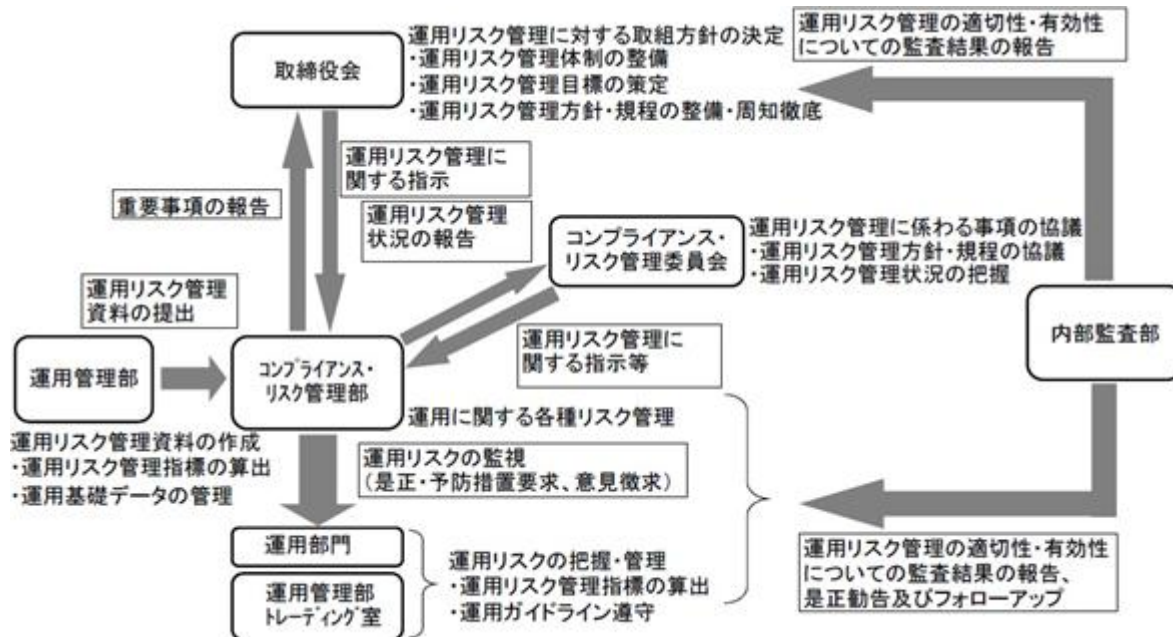 取締役会
運用リスク管理に対する取組方針の決定
・運用リスク管理体制の整備
・運用リスク管理目標の策定
・運用リスク管理方針・規程の整備・周知徹底
運用リスク管理の適切性・有効性
についての監査結果の報告
重要事項の報告
運用リスク管理に
関する指示
運用リスク管理
状況の報告
コンプライアンス・
リスク管理委員会
運用リスク管理に係わる事項の協議
・運用リスク管理方針・規程の協議
・運用リスク管理状況の把握
運用リスク管理
資料の提出
運用リスク管理に
関する指示等
内部監査部
運用管理部
コンプライアンス・
リスク管理部
運用に関する各種リスク管理
運用リスク管理資料の作成
・運用リスク管理指標の算出
・運用基礎データの管理
運用リスクの監視
(是正・予防措置要求、意見徴求)
運用部門
運用管理部
トレーディング室
運用リスクの把握・管理
・運用リスク管理指標の算出
・運用ガイドライン遵守
運用リスク管理の適切性・有効性
についての監査結果の報告、
是正勧告及びフォローアップ